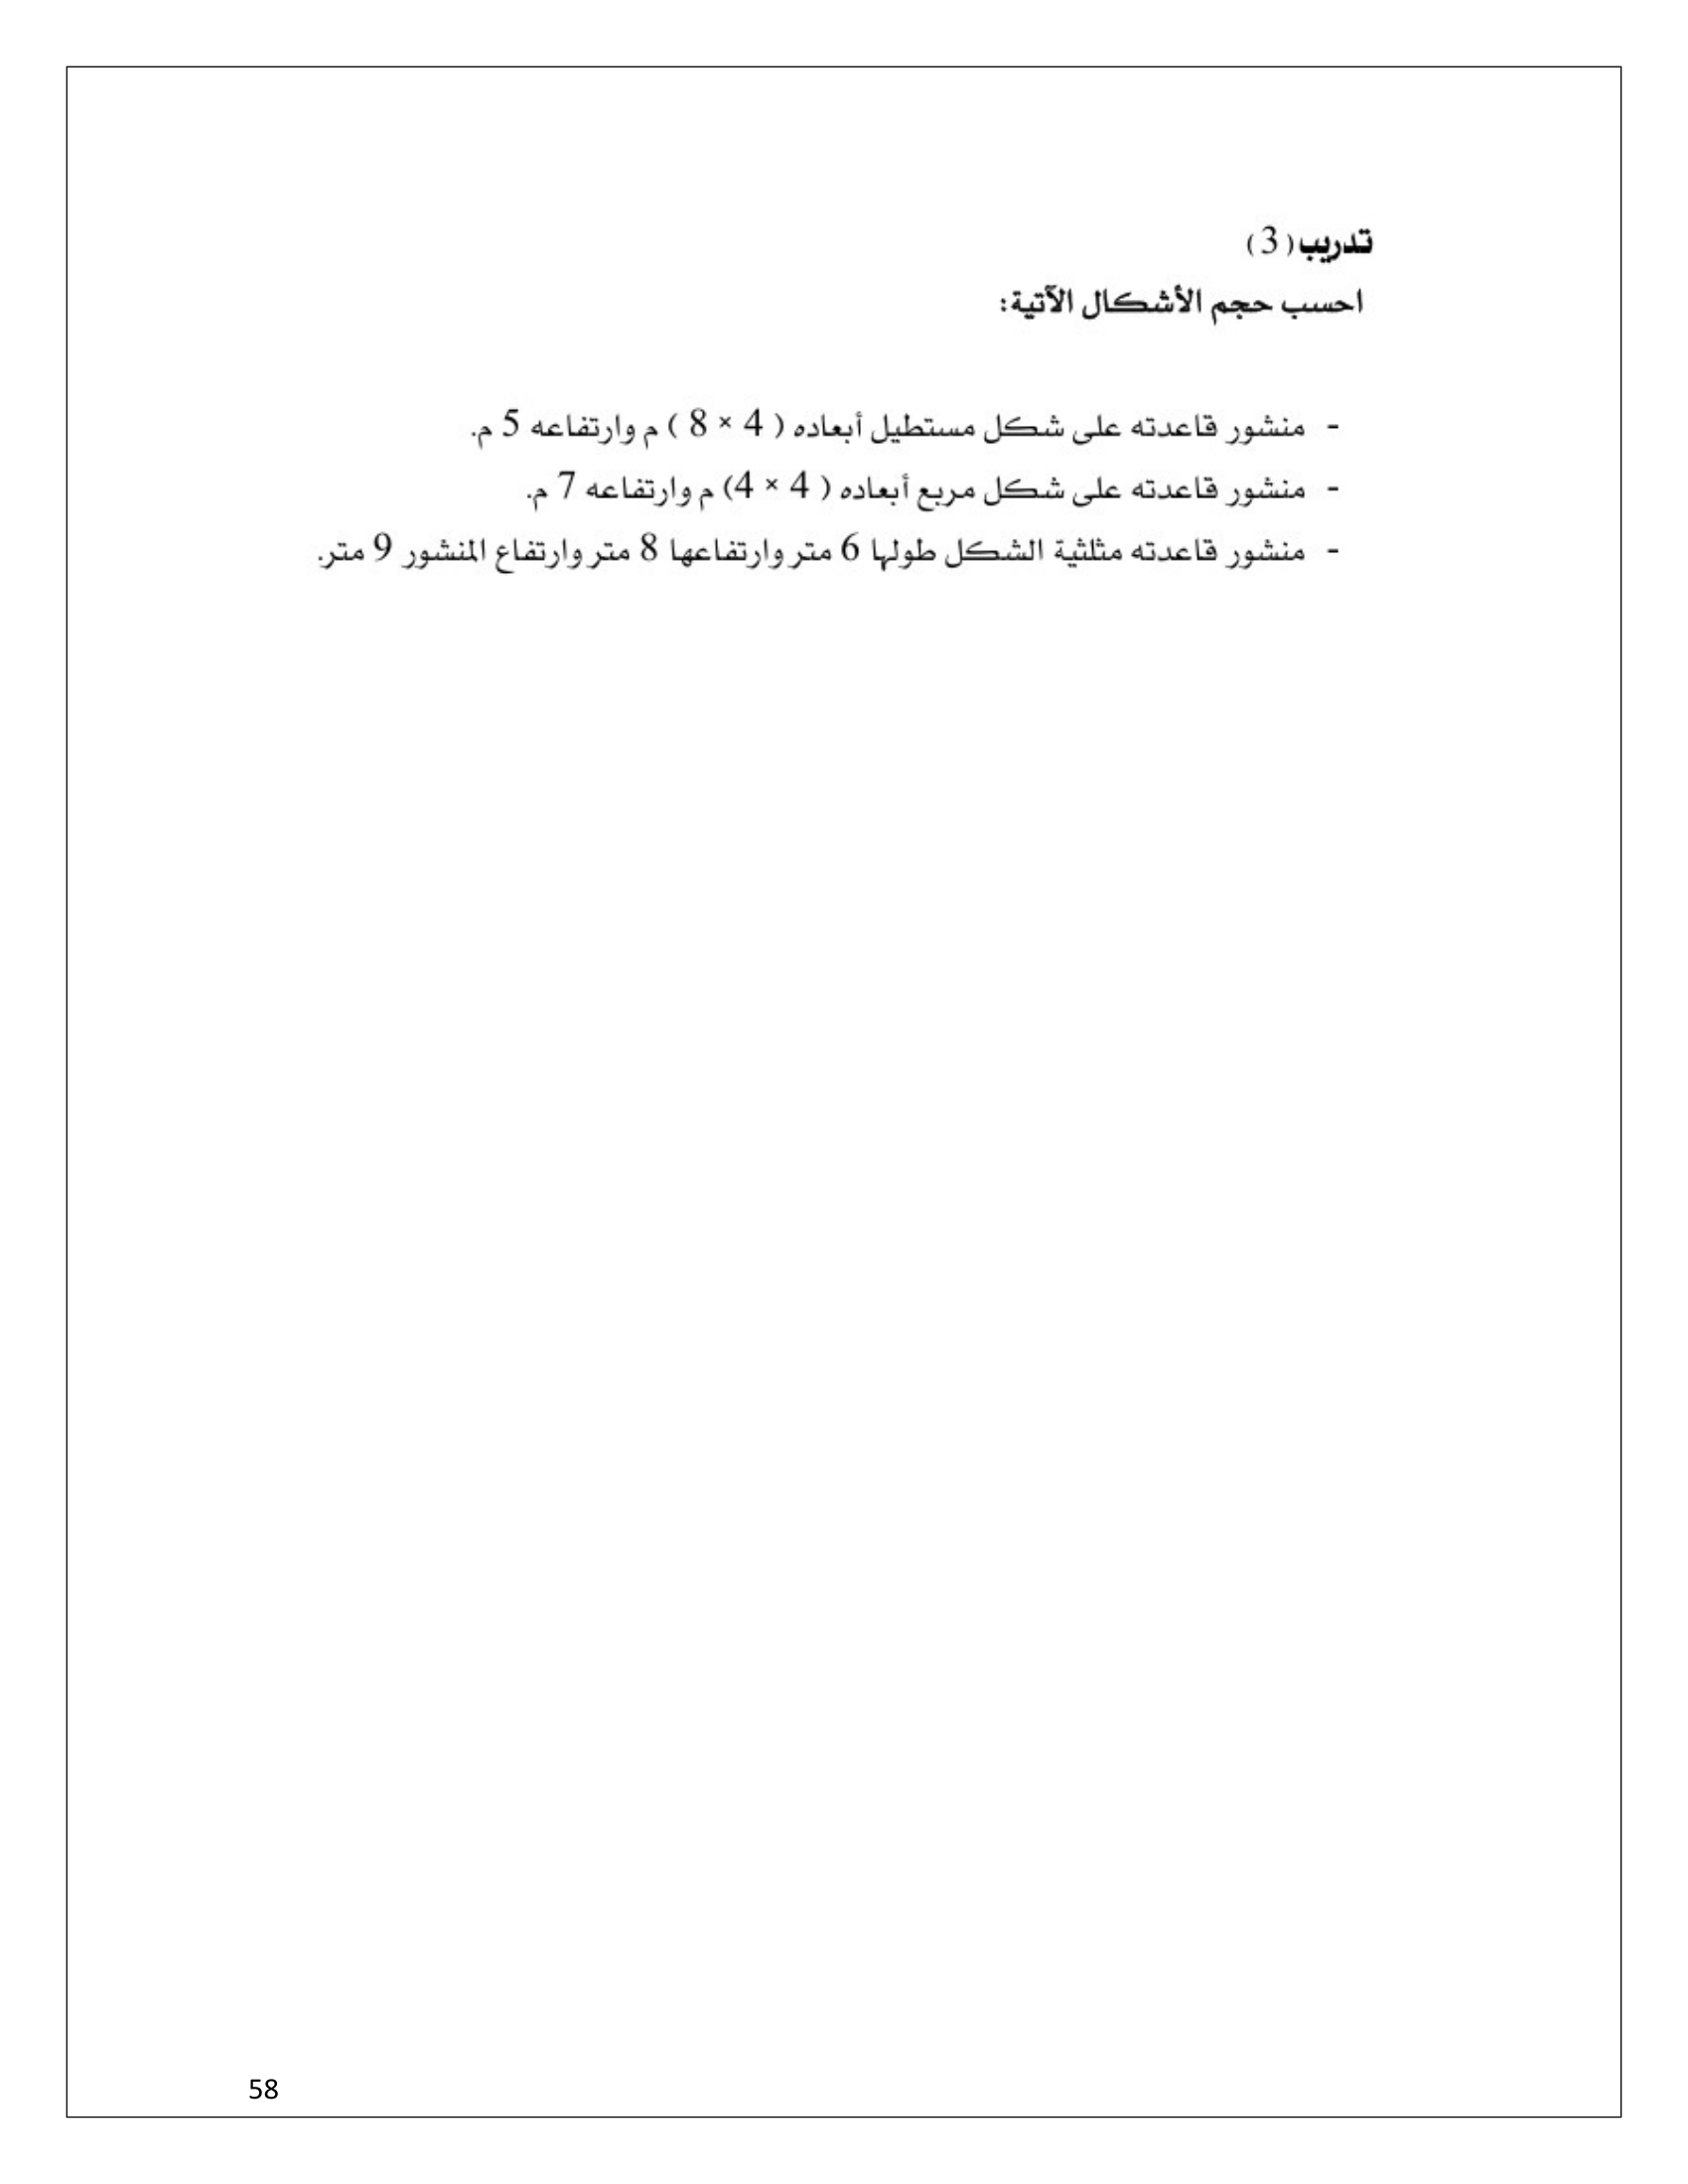 تدريب (3)
احسب حجم الأشكال الآتية:
- منشور قاعدته على شكل مستطيل أبعاده ( 4 × 8 ) م وارتفاعه 5 م.
- منشور قاعدته على شكل مربع أبعاده ( 4 × 4) م وارتفاعه 7 م.
- منشور قاعدته مثلثية الشكل طولها 6 متر وارتفاعها 8 متر وارتفاع المنشور 9 متر.
58